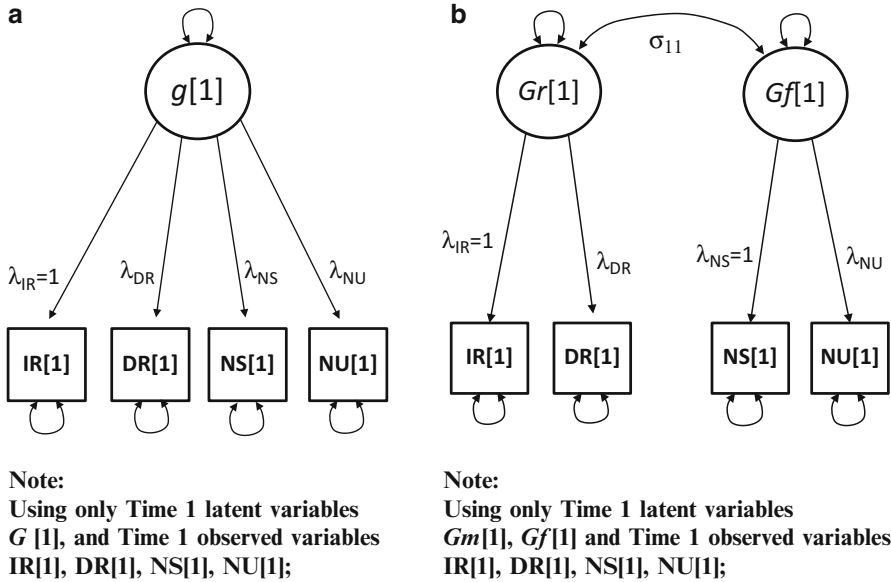 a
g[1]
λIR=1
λDR
λNS
λNU
IR[1]
DR[1]
NS[1]
NU[1]
Note:
Using only Time 1 latent variables
G [1], and Time 1 observed variables
IR[1], DR[1], NS[1], NU[1];
b
σ11
Gr[1]
Gf[1]
λIR=1
λDR
λNS=1
λNU
IR[1]
DR[1]
NS[1]
NU[1]
Note:
Using only Time 1 latent variables
Gm[1], Gf[1] and Time 1 observed variables
IR[1], DR[1], NS[1], NU[1];